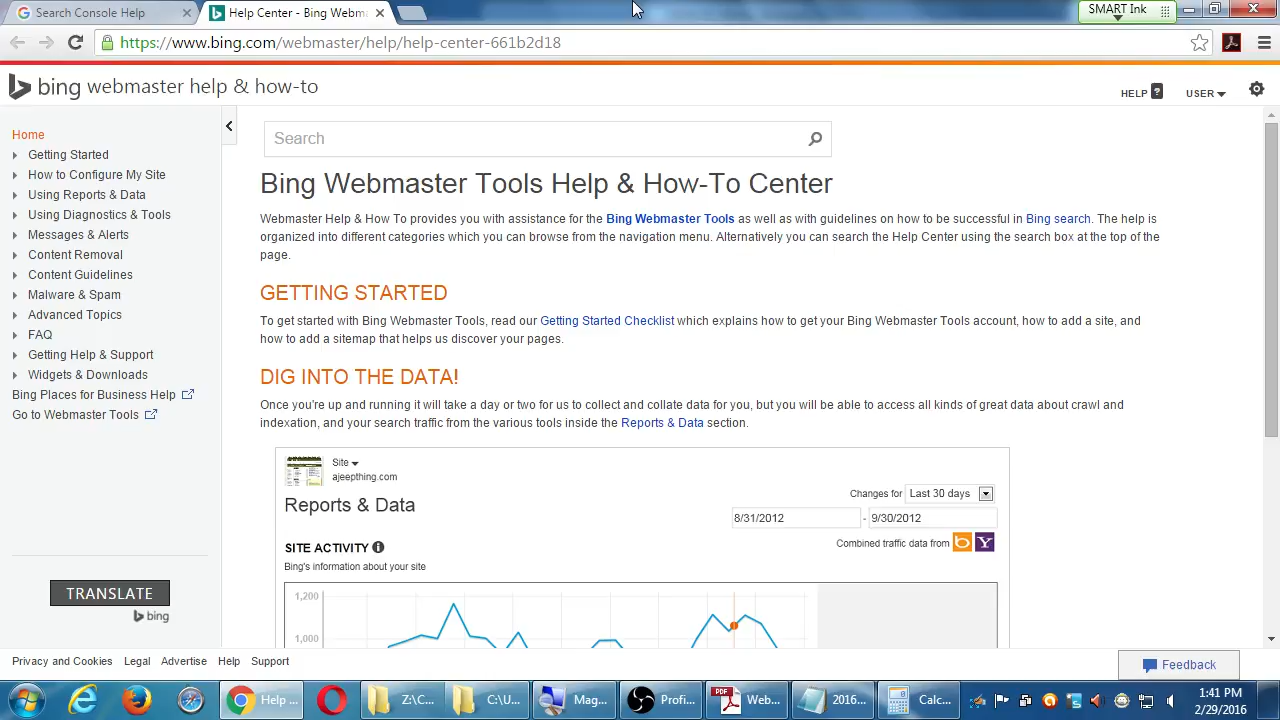 Search Console Help
Help Center - Bing Webma
SMART Ink
https://www.bing.com/webmaster/help/help-center-661b2d18
bing webmaster help & how-to
HELP ?
USER
Home
Getting Started
How to Configure My Site
Using Reports & Data
Using Diagnostics & Tools
Messages & Alerts
Content Removal
Content Guidelines
Malware & Spam
Advanced Topics
FAQ
Getting Help & Support
Widgets & Downloads
Bing Places for Business Help
Go to Webmaster Tools
TRANSLATE
bing
Search
Bing Webmaster Tools Help & How-To Center
Webmaster Help & How To provides you with assistance for the Bing Webmaster Tools as well as with guidelines on how to be successful in Bing search. The help is
organized into different categories which you can browse from the navigation menu. Alternatively you can search the Help Center using the search box at the top of the
page.
GETTING STARTED
To get started with Bing Webmaster Tools, read our Getting Started Checklist which explains how to get your Bing Webmaster Tools account, how to add a site, and
how to add a sitemap that helps us discover your pages.
DIG INTO THE DATA!
Once you're up and running it will take a day or two for us to collect and collate data for you, but you will be able to access all kinds of great data about crawl and
indexation, and your search traffic from the various tools inside the Reports & Data section.
Site
ajeepthing.com
Reports & Data
Changes for Last 30 days
8/31/2012 - 9/30/2012
Combined traffic data from b Y
SITE ACTIVITY
Bing's information about your site
1,200
1,000
Privacy and Cookies Legal Advertise Help Support
Feedback
Help ...
Z:\C...
C:\U...
Mag...
Profi...
PDF
Web...
2016...
Calc...
1:41 PM
2/29/2016